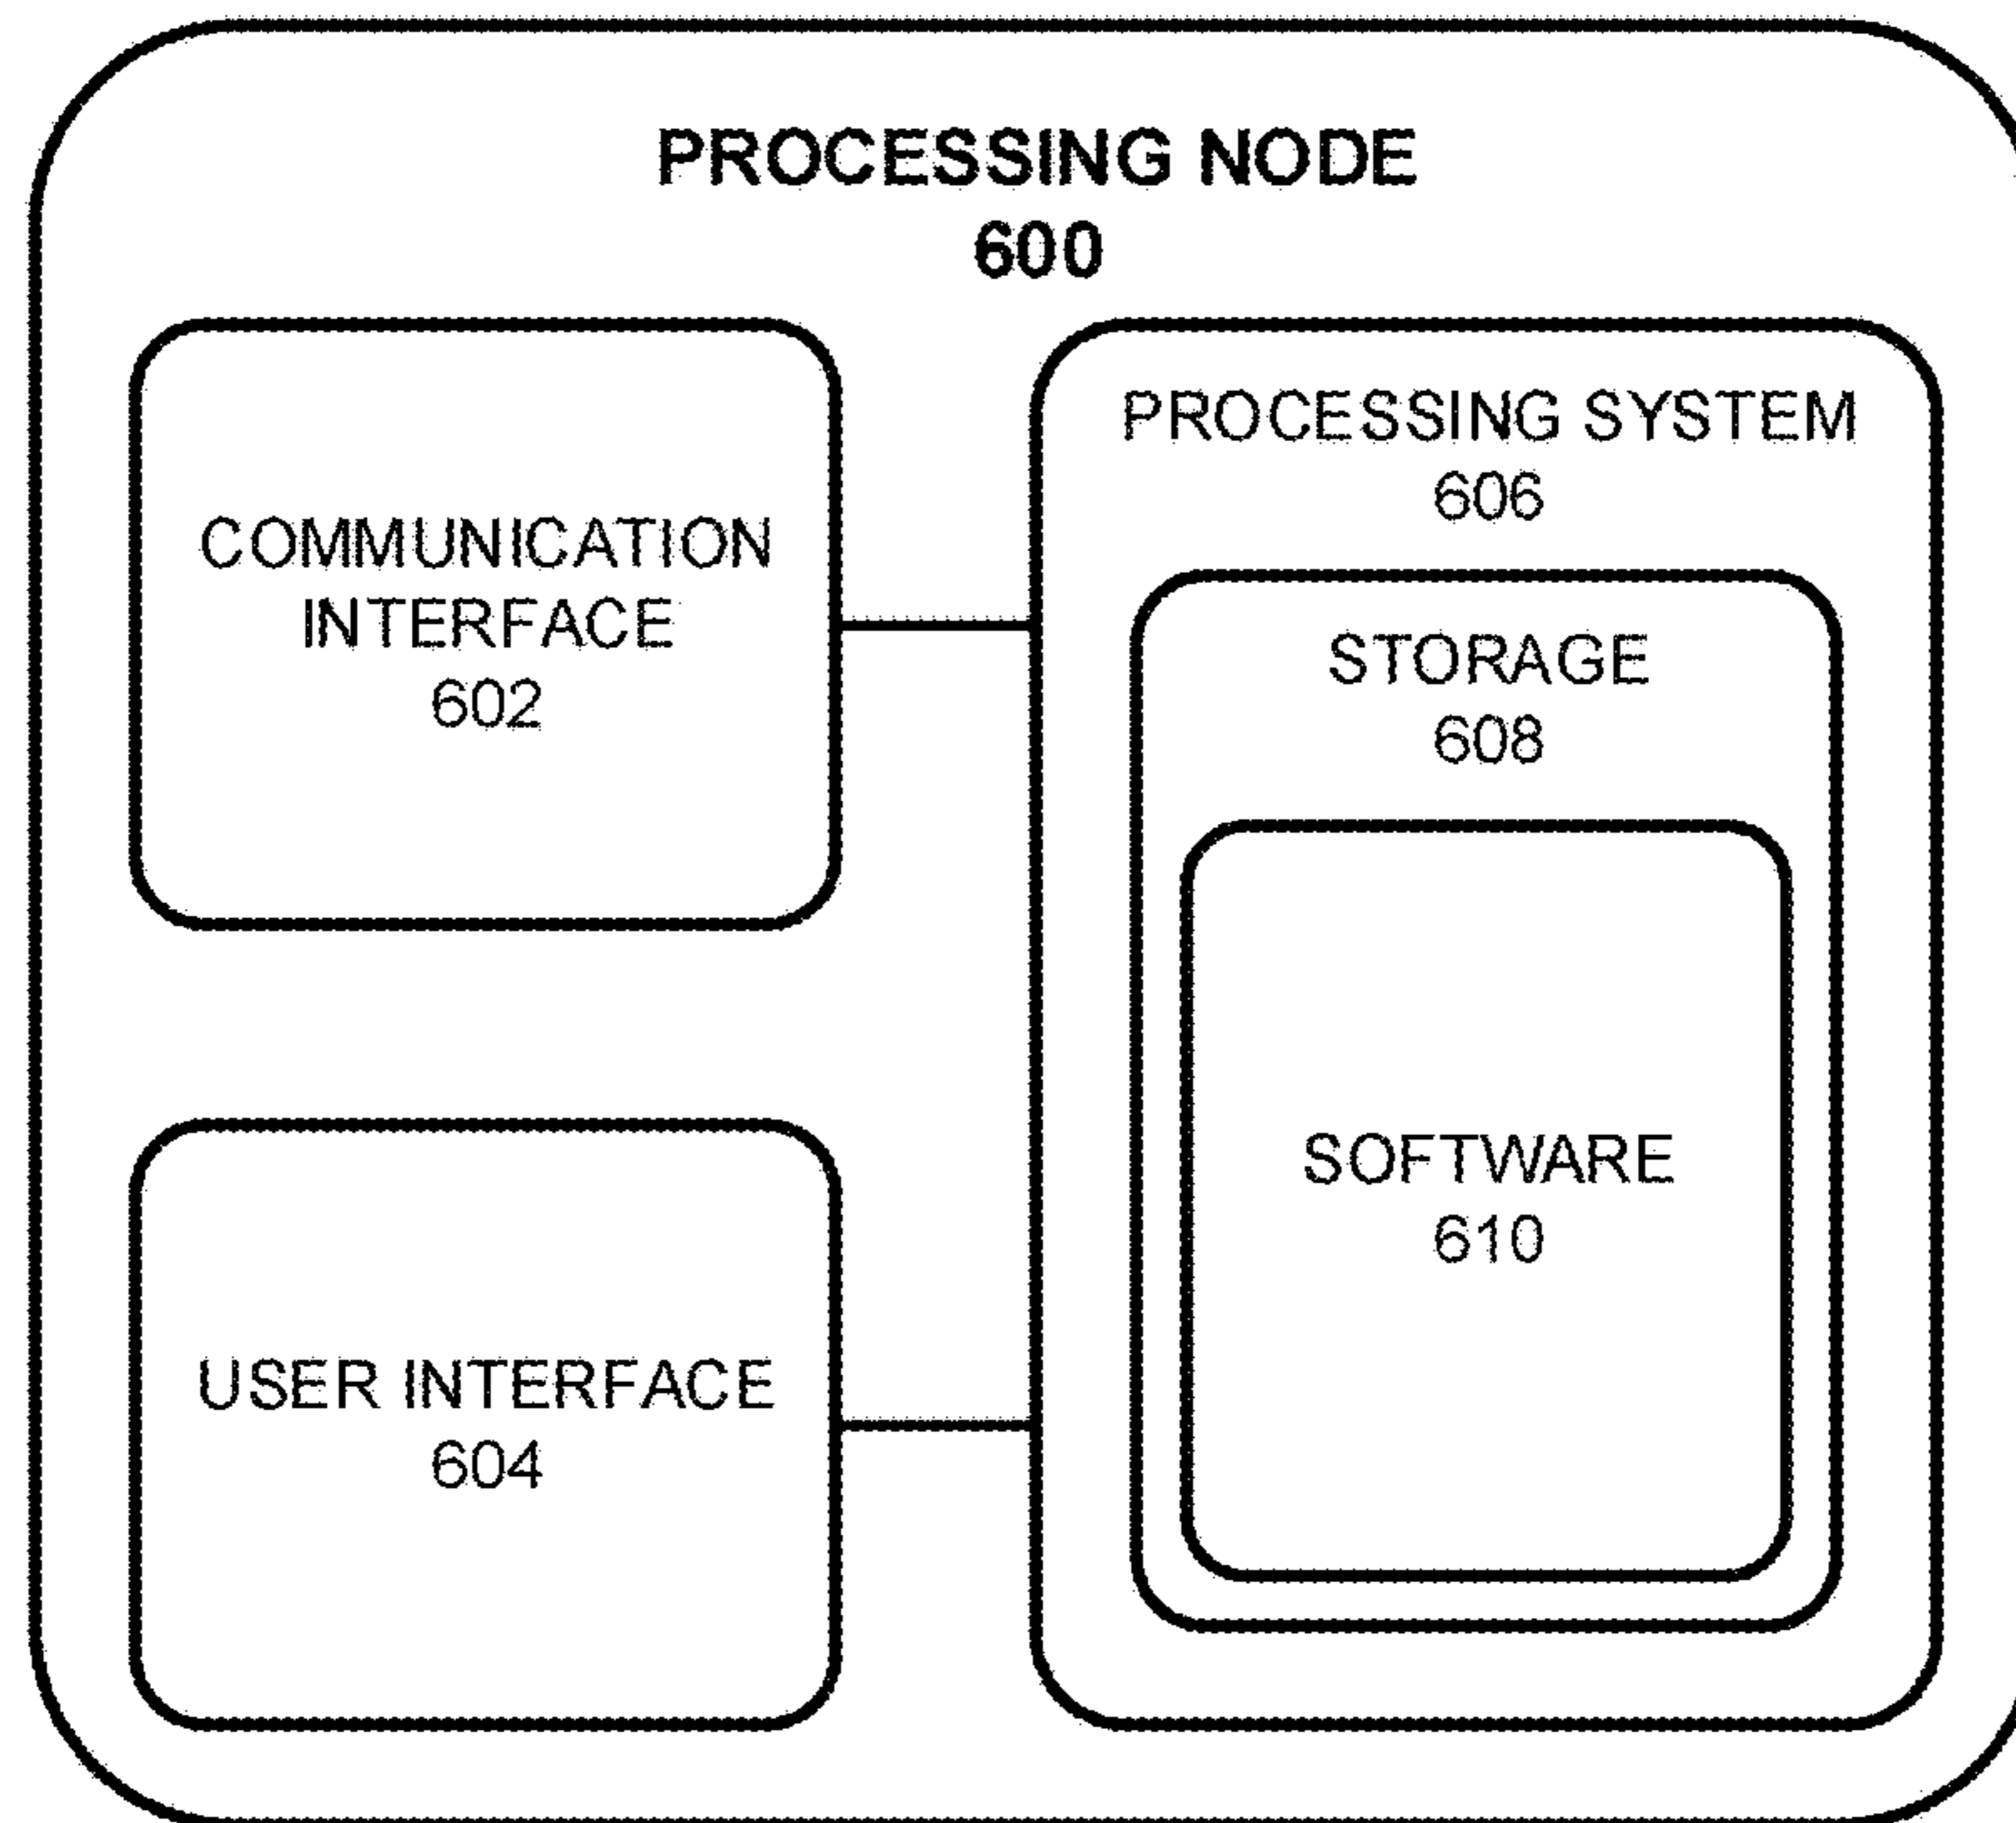 PROCESSING NODE
600
COMMUNICATION
INTERFACE
602
USER INTERFACE
604
PROCESSING SYSTEM
606
STORAGE
608
SOFTWARE
610